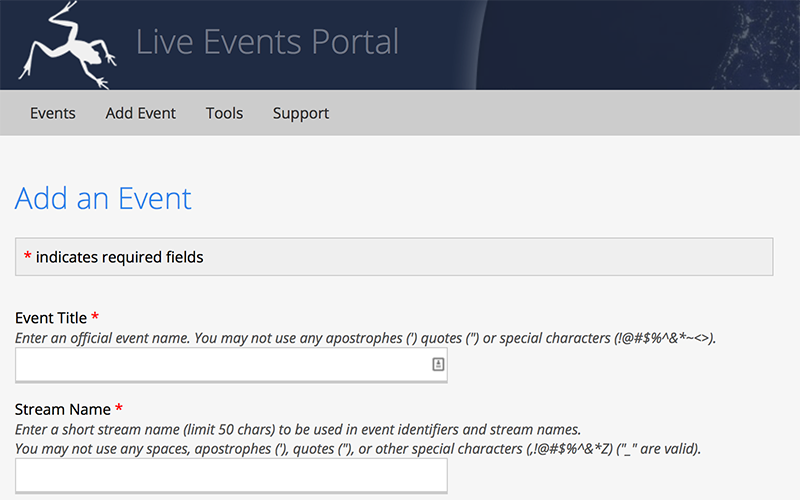 Live Events Portal
Events Add Event Tools Support
Add an Event
* indicates required fields
Event Title *
Enter an official event name. You may not use any apostrophes (') quotes (") or special characters (!@#$%^&*~<>).
Stream Name *
Enter a short stream name (limit 50 chars) to be used in event identifiers and stream names.
You may not use any spaces, apostrophes ('), quotes ("), or other special characters (,!@#$%^&*Z) ("_" are valid).